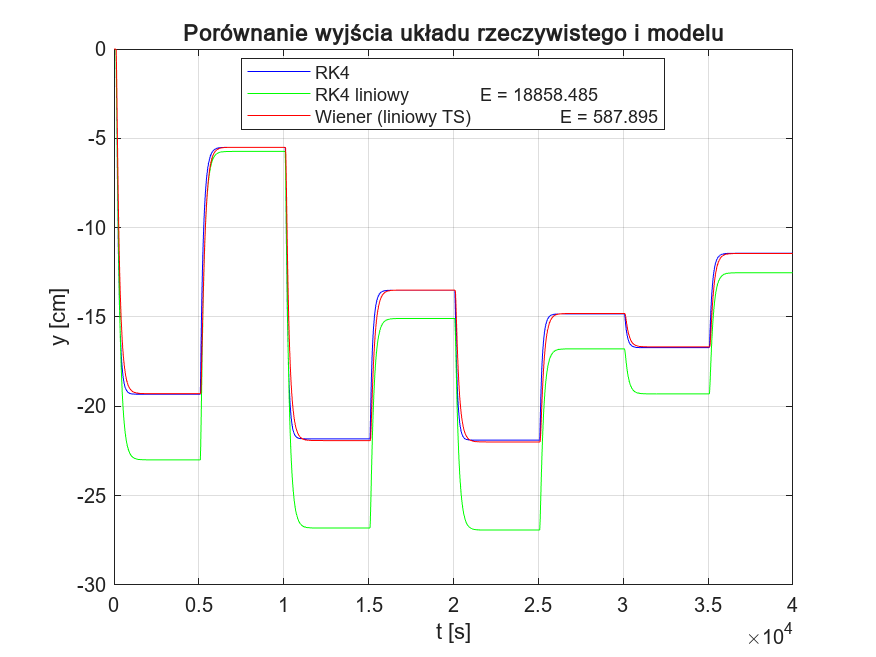 Porównanie wyjścia układu rzeczywistego i modelu
RK4
RK4 liniowy E = 18858.485
Wiener (liniowy TS) E = 587.895
y [cm]
0
-5
-10
-15
-20
-25
-30
0 0.5 1 1.5 2 2.5 3 3.5 4
t [s]
×10^4